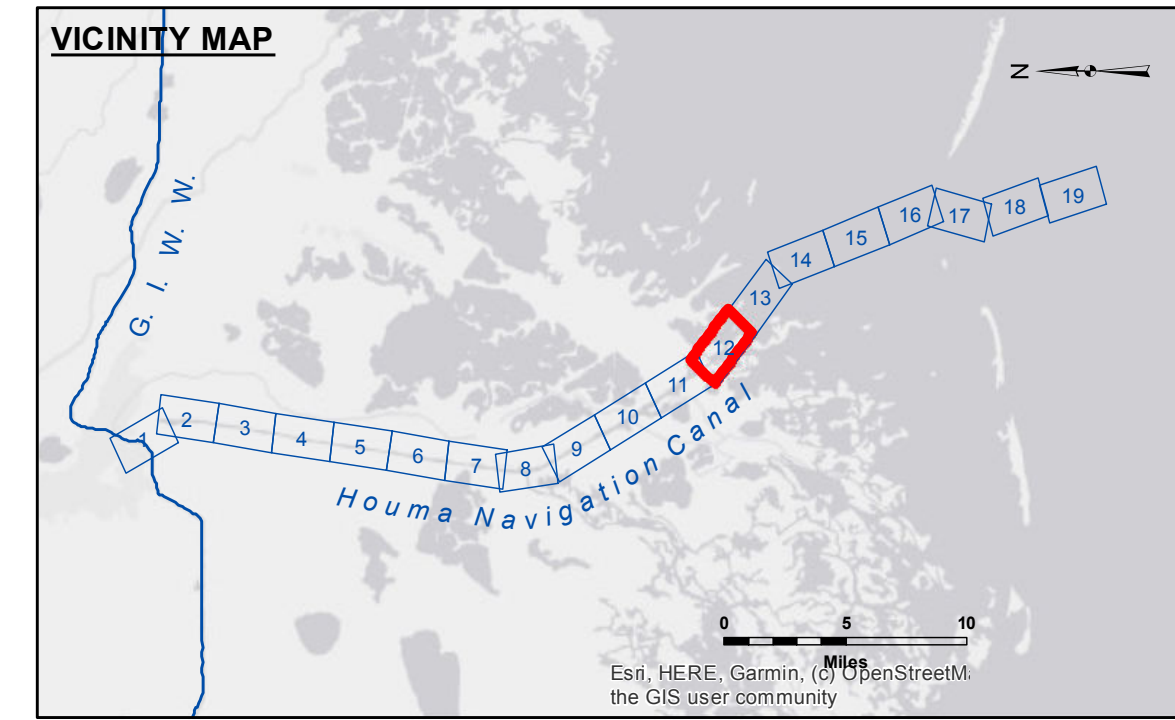 VICINITY MAP
N
G. I. W. W.
1
2
3
4
5
6
7
8
9
10
11
12
13
14
15
16
17
18
19
Houma Navigation Canal
0 5 10
Miles
Esri, HERE, Garmin, (c) OpenStreetM
the GIS user community